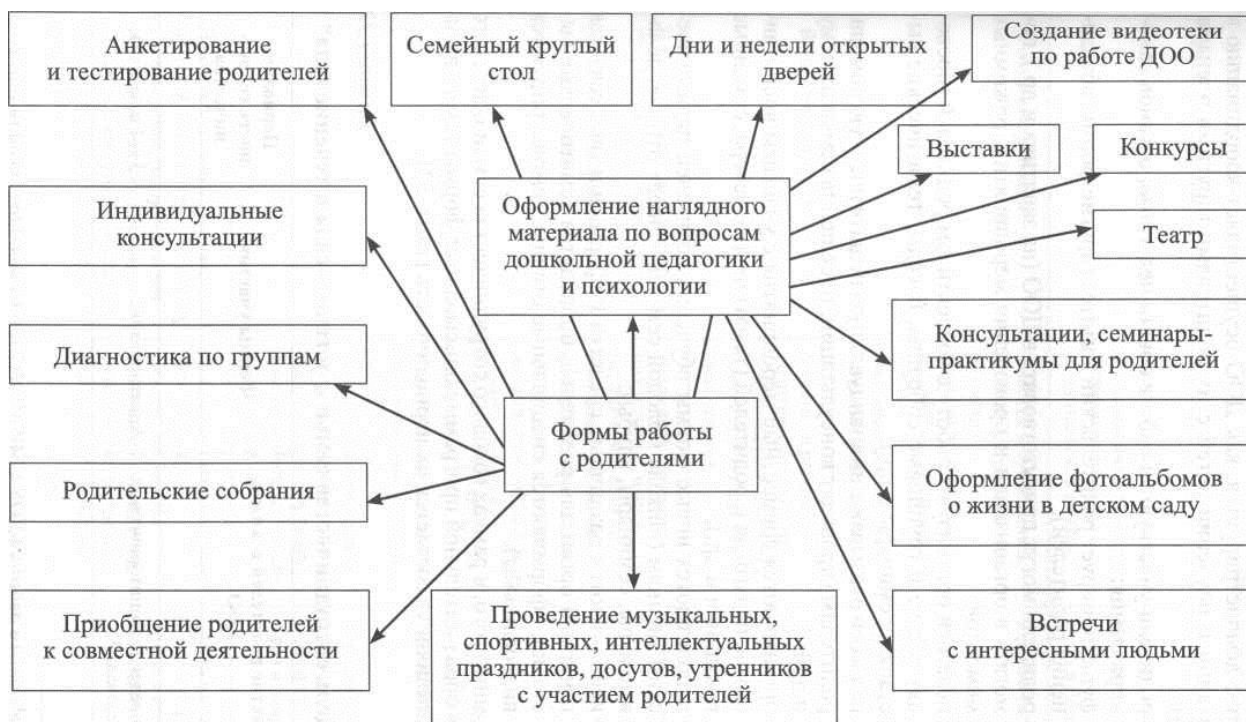 Анкетирование
и тестирование родителей
Семейный круглый
стол
Дни и недели открытых
дверей
Создание видеотеки
по работе ДОО
Выставки
Конкурсы
Индивидуальные
консультации
Оформление наглядного
материала по вопросам
дошкольной педагогики
и психологии
Театр
Диагностика по группам
Консультации, семинары-
практикумы для родителей
Формы работы
с родителями
Родительские собрания
Оформление фотоальбомов
о жизни в детском саду
Приобщение родителей
к совместной деятельности
Проведение музыкальных,
спортивных, интеллектуальных
праздников, досугов, утренников
с участием родителей
Встречи
с интересными людьми